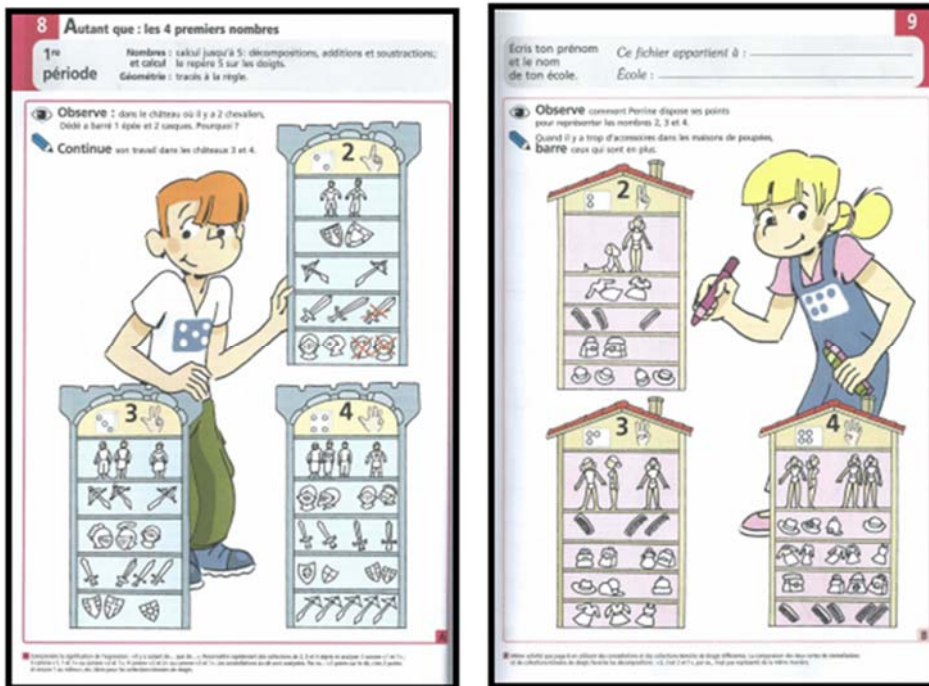 8
Autant que : les 4 premiers nombres
1re
période
Nombres : calcul jusqu'à 5 : décompositions, additions et soustractions;
et calcul le repère 5 sur les doigts.
Géométrie : tracés à la règle.
Observe : dans le château où il y a 2 chevaliers,
Dédé a barré 1 épée et 2 casques. Pourquoi ?
Continue son travail dans les châteaux 3 et 4.
2
3
4
A
9
Écris ton prénom
et le nom
de ton école.
Ce fichier appartient à :
École :
Observe comment Perrine dispose ses points
pour représenter les nombres 2, 3 et 4.
Quand il y a trop d'accessoires dans les maisons de poupées,
barre ceux qui sont en plus.
2
3
4
B